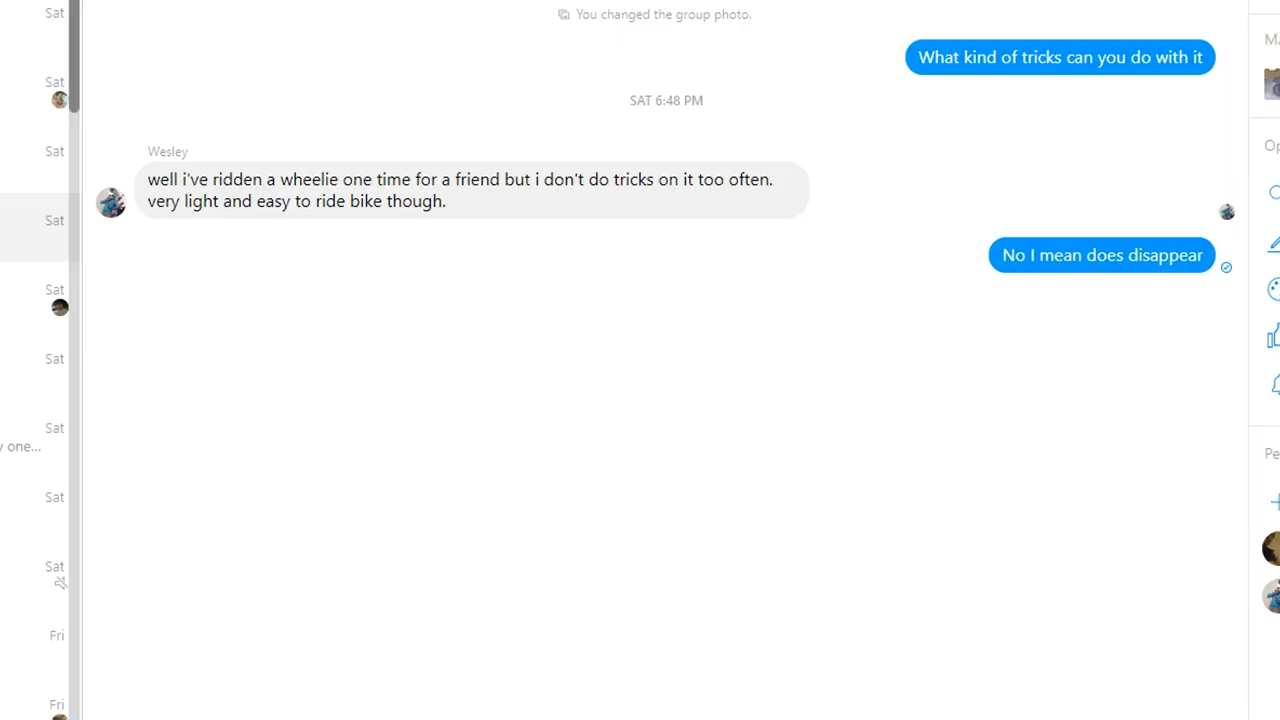 Sat
You changed the group photo.
What kind of tricks can you do with it
Sat
SAT 6:48 PM
Sat
Wesley
well i've ridden a wheelie one time for a friend but i don't do tricks on it too often.
very light and easy to ride bike though.
Sat
No I mean does disappear
Sat
Sat
Sat
y one...
Sat
Sat
Fri
Fri
Op
Pe